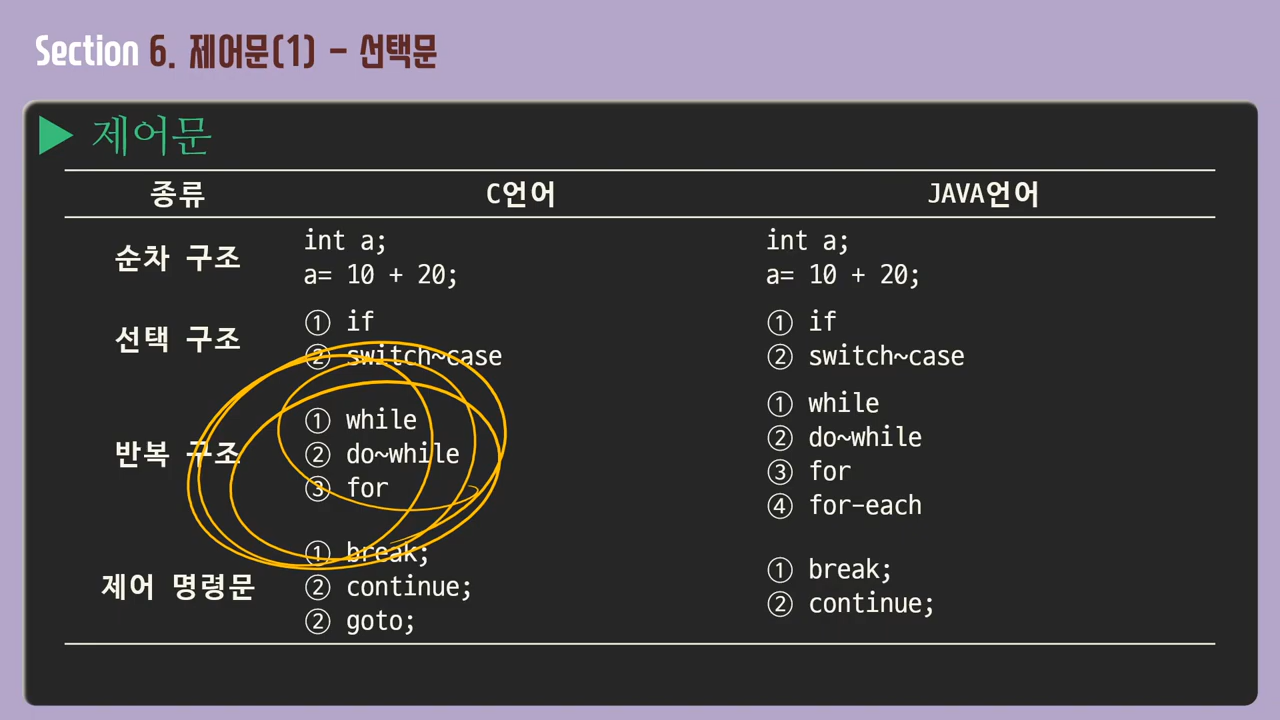 Section 6. 제어문(1) - 선택문
▶ 제어문
종류 C언어 JAVA언어
순차 구조
int a;
a= 10 + 20;
int a;
a= 10 + 20;
선택 구조
① if
② switch~case
① if
② switch~case
반복 구조
① while
② do~while
③ for
① while
② do~while
③ for
④ for-each
제어 명령문
① break;
② continue;
② goto;
① break;
② continue;